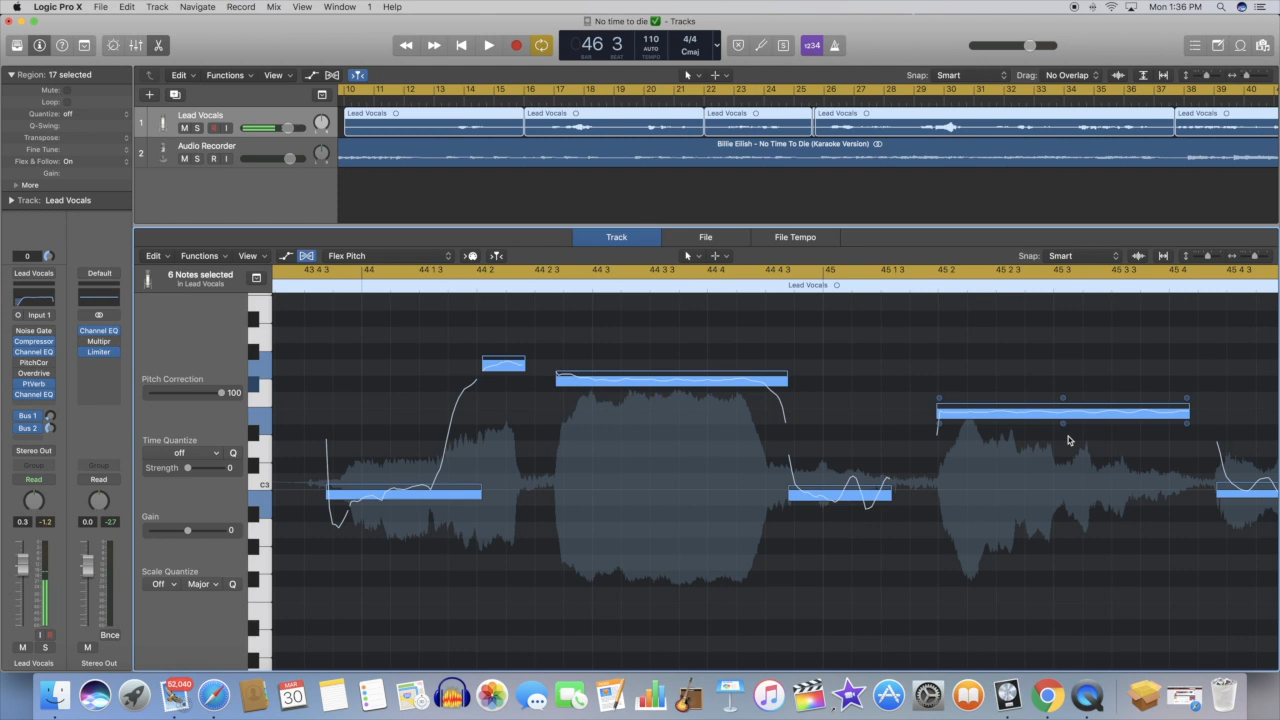 Logic Pro X File Edit Track Navigate Record Mix View Window 1 Help Mon 1:36 PM
No time to die ✅ - Tracks
46 3 110 4/4
BAR BEAT AUTO TEMPO Cmaj
1234
Region: 17 selected
Edit Functions View Snap: Smart Drag: No Overlap
Mute:
Loop:
Quantize: off
Q-Swing:
Transpose:
Fine Tune:
Flex & Follow: On
Gain:
More
Track: Lead Vocals
10 11 12 13 14 15 16 17 18 19 20 21 22 23 24 25 26 27 28 29 30 31 32 33 34 35 36 37 38 39 40
1 Lead Vocals
M S R I
Lead Vocals Lead Vocals Lead Vocals Lead Vocals Lead Vocals
2 Audio Recorder
M S R I
Billie Eilish - No Time To Die (Karaoke Version)
Track File File Tempo
Edit Functions View Flex Pitch Snap: Smart
6 Notes selected
in Lead Vocals
43 4 3 44 44 1 3 44 2 44 2 3 44 3 44 3 3 44 4 44 4 3 45 45 1 3 45 2 45 2 3 45 3 45 3 3 45 4 45 4 3
Lead Vocals
Pitch Correction
100
Time Quantize
off Q
Strength 0
Gain
0
Scale Quantize
Off Major Q
C3
0
Lead Vocals Default
Input 1
Noise Gate Channel EQ
Compressor Multipr
Channel EQ Limiter
PitchCor
Overdrive
PtVerb
Channel EQ
Bus 1
Bus 2
Stereo Out
Group Group
Read Read
0.3 -1.2 0.0 -2.7
I R Bnce
M S M
Lead Vocals Stereo Out
52,040
MAR
30